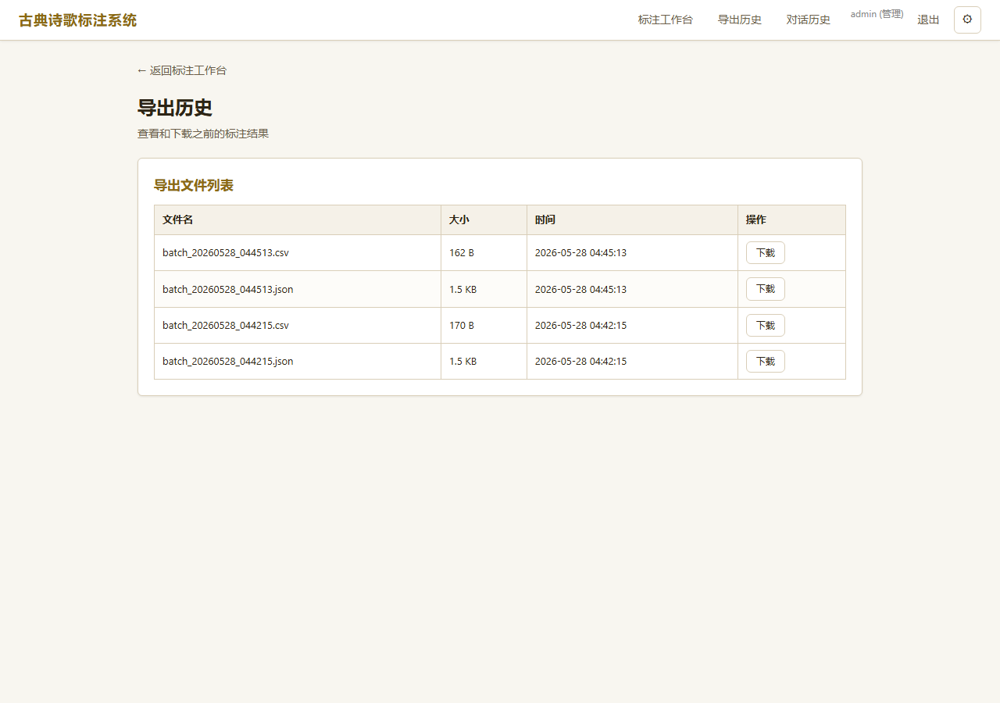 古典诗歌标注系统 标注工作台 导出历史 对话历史 admin (管理) 退出
← 返回标注工作台
导出历史
查看和下载之前的标注结果
导出文件列表
文件名 大小 时间 操作
batch_20260528_044513.csv 162 B 2026-05-28 04:45:13 下载
batch_20260528_044513.json 1.5 KB 2026-05-28 04:45:13 下载
batch_20260528_044215.csv 170 B 2026-05-28 04:42:15 下载
batch_20260528_044215.json 1.5 KB 2026-05-28 04:42:15 下载